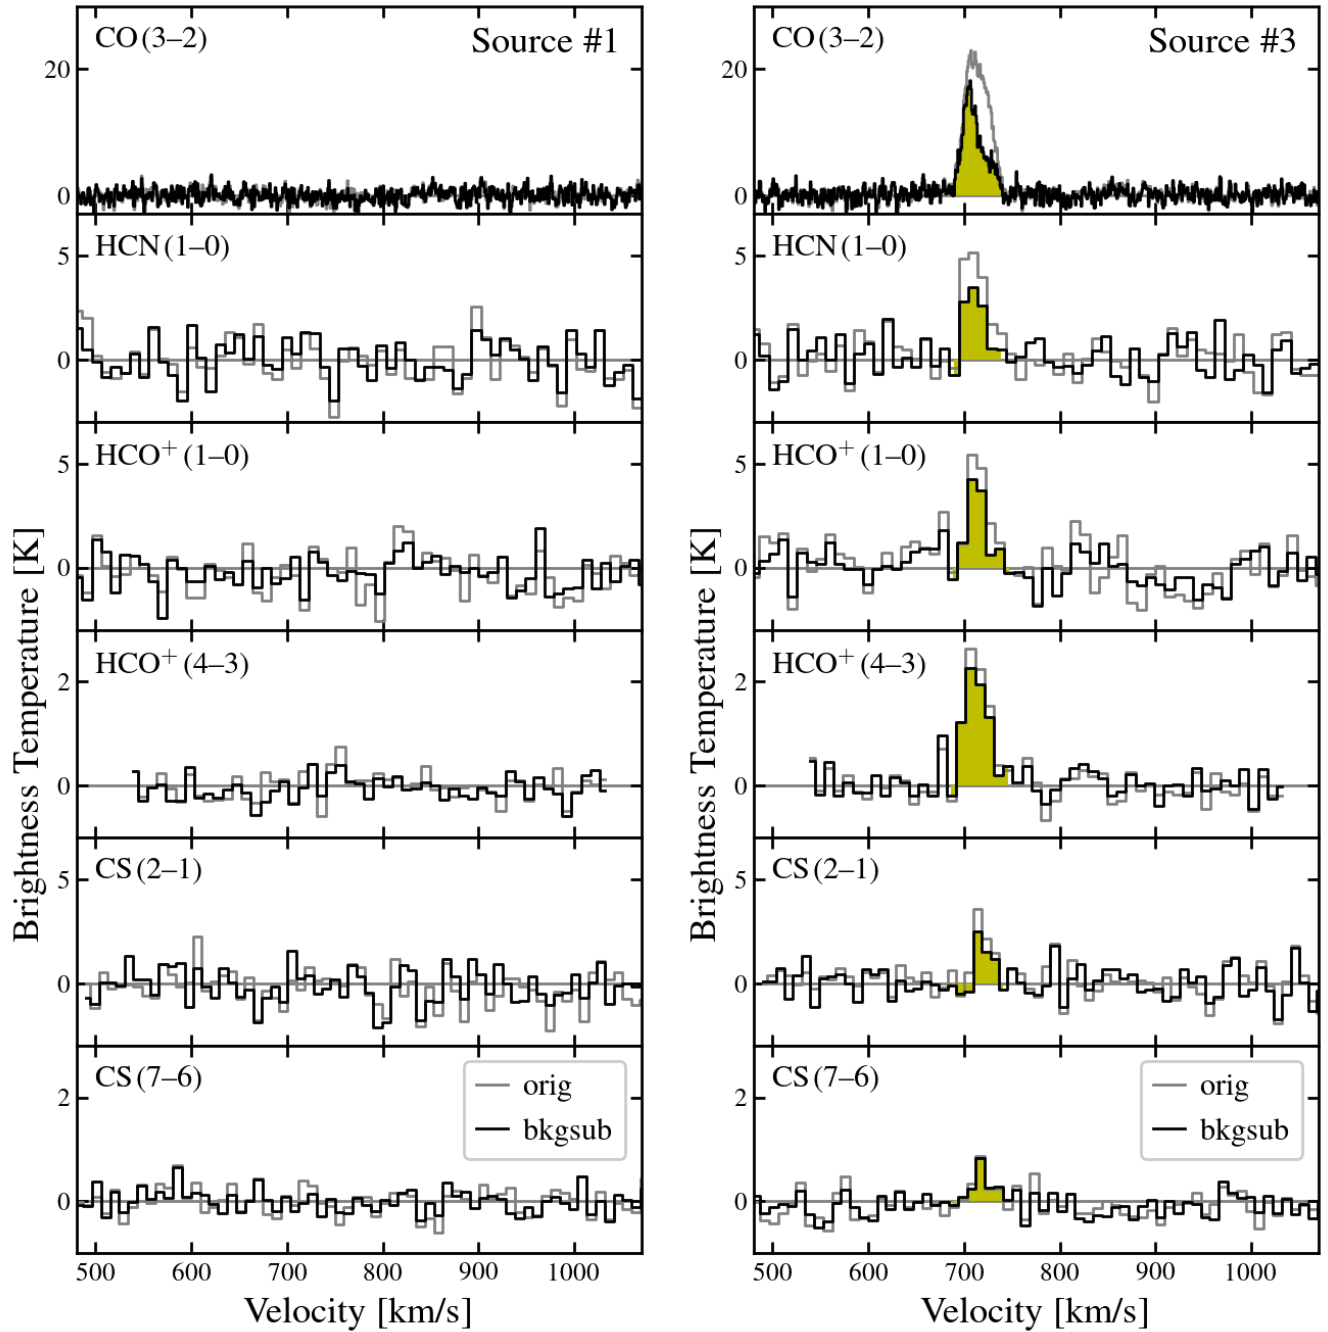 CO (3–2) Source #1
20
0
HCN (1–0)
5
0
HCO⁺ (1–0)
5
0
HCO⁺ (4–3)
2
0
CS (2–1)
5
0
CS (7–6)
orig
bkgsub
2
0
500 600 700 800 900 1000
Velocity [km/s]
Brightness Temperature [K]
CO (3–2) Source #3
20
0
HCN (1–0)
5
0
HCO⁺ (1–0)
5
0
HCO⁺ (4–3)
2
0
CS (2–1)
5
0
CS (7–6)
orig
bkgsub
2
0
500 600 700 800 900 1000
Velocity [km/s]
Brightness Temperature [K]